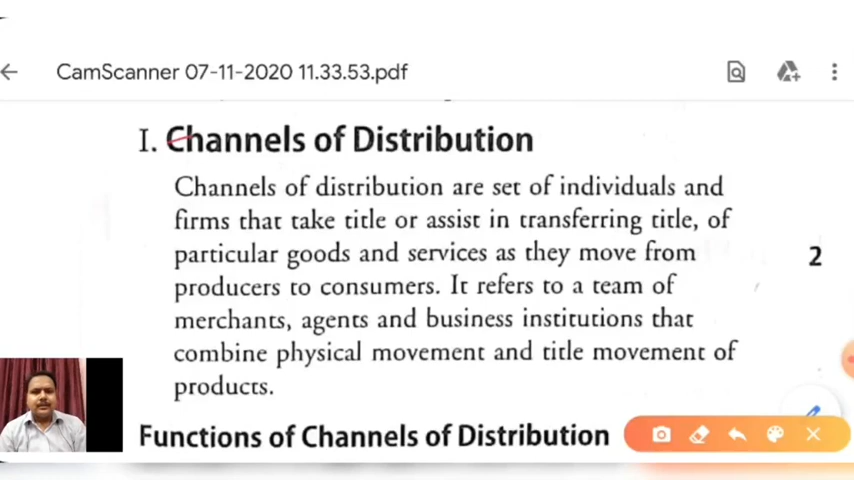 CamScanner 07-11-2020 11.33.53.pdf
I. Channels of Distribution
Channels of distribution are set of individuals and
firms that take title or assist in transferring title, of
particular goods and services as they move from
producers to consumers. It refers to a team of
merchants, agents and business institutions that
combine physical movement and title movement of
products.
2
Functions of Channels of Distribution